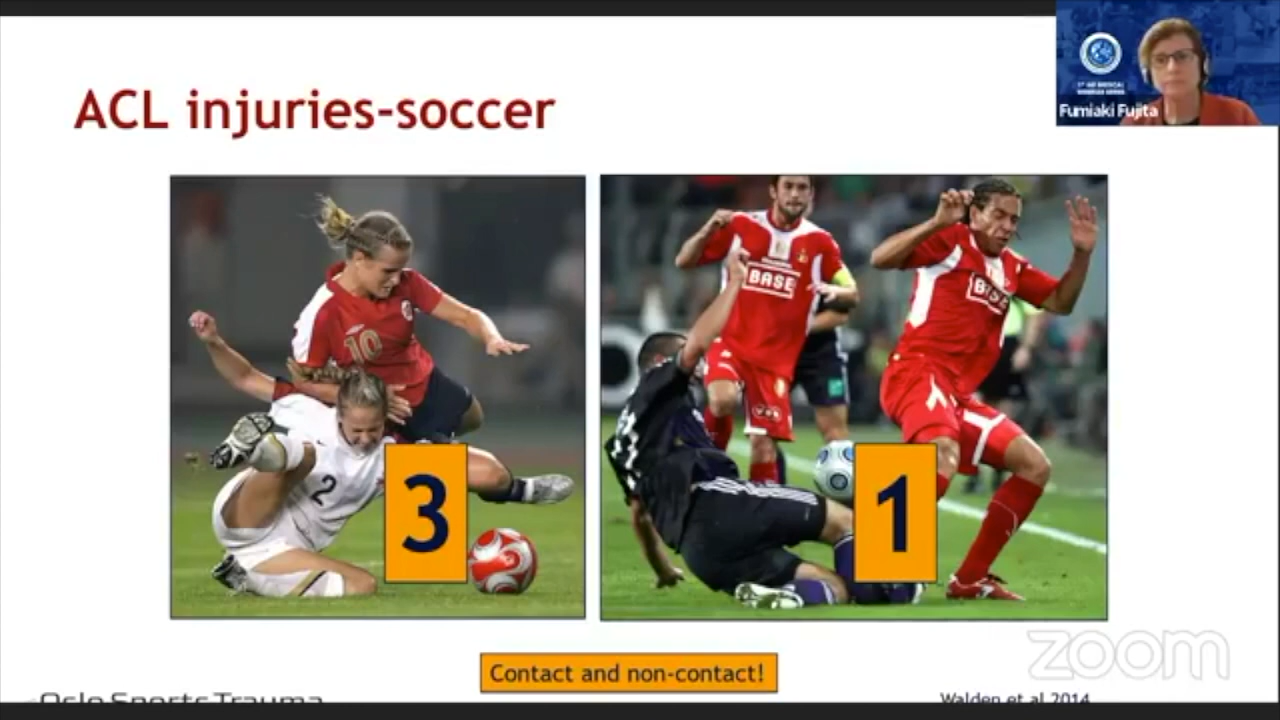 ACL injuries-soccer
Fumiaki Fujita
10
2
3
BASE
1
Contact and non-contact!
zoom
Oslo Sports Trauma
Walden et al 2014